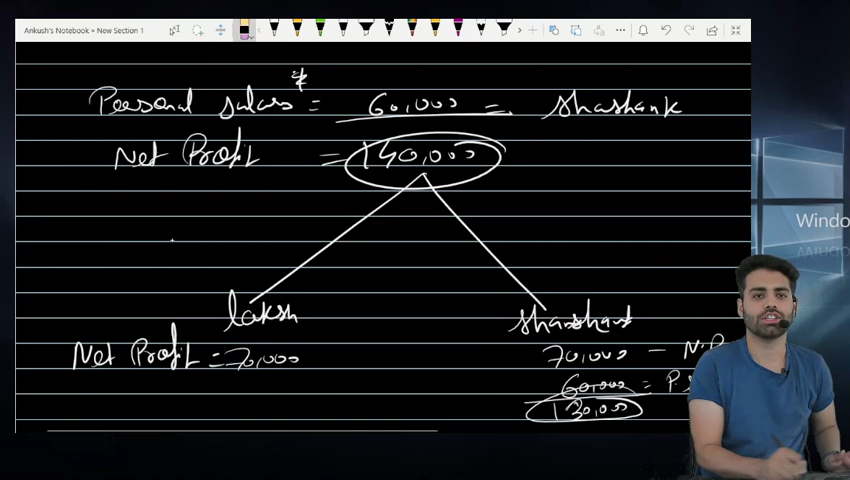 Ankush's Notebook » New Section 1
Personal salary* = 60,000 = Shashank
Net Profit = 140,000
laksh
Shashank
Net Profit = 70,000
70,000 - N.P
60,000 = P.S
130,000
Windo